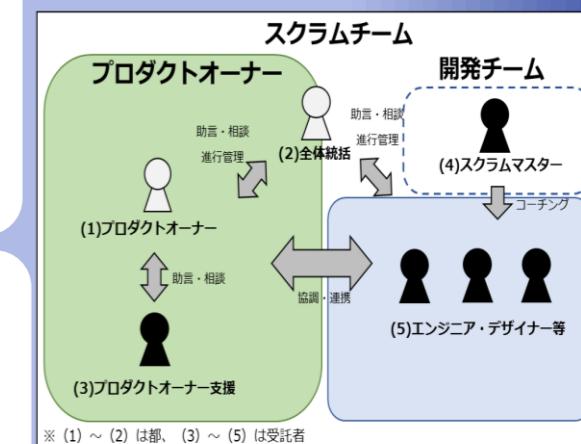 スクラムチーム
プロダクトオーナー
開発チーム
助言・相談
進行管理
(2)全体統括
助言・相談
進行管理
(4)スクラムマスター
コーチング
(1)プロダクトオーナー
助言・相談
協調・連携
(5)エンジニア・デザイナー等
(3)プロダクトオーナー支援
※（1）～（2）は都、（3）～（5）は受託者